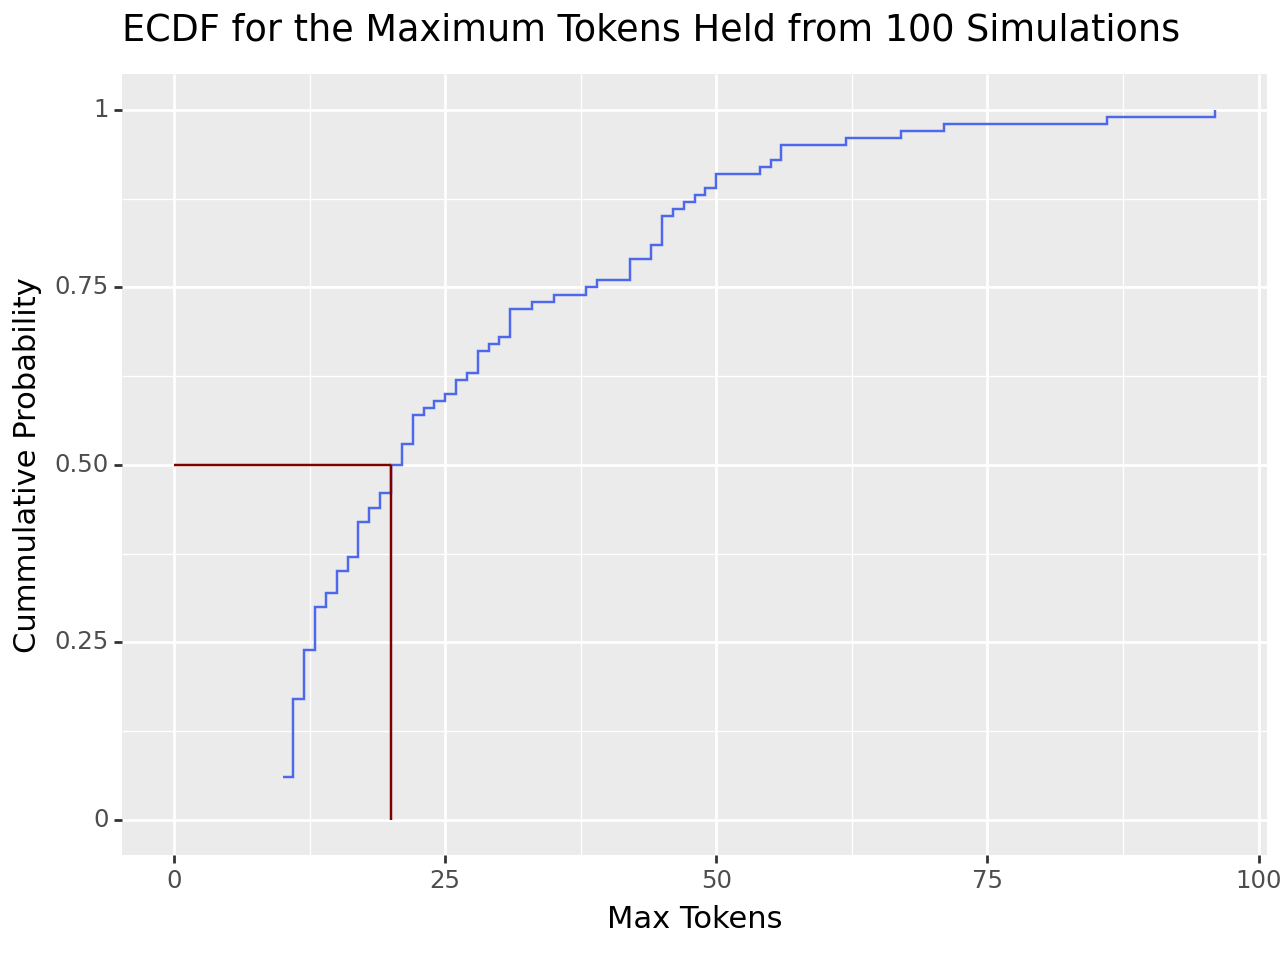 ECDF for the Maximum Tokens Held from 100 Simulations
Cummulative Probability
1
0.75
0.50
0.25
0
0 25 50 75 100
Max Tokens